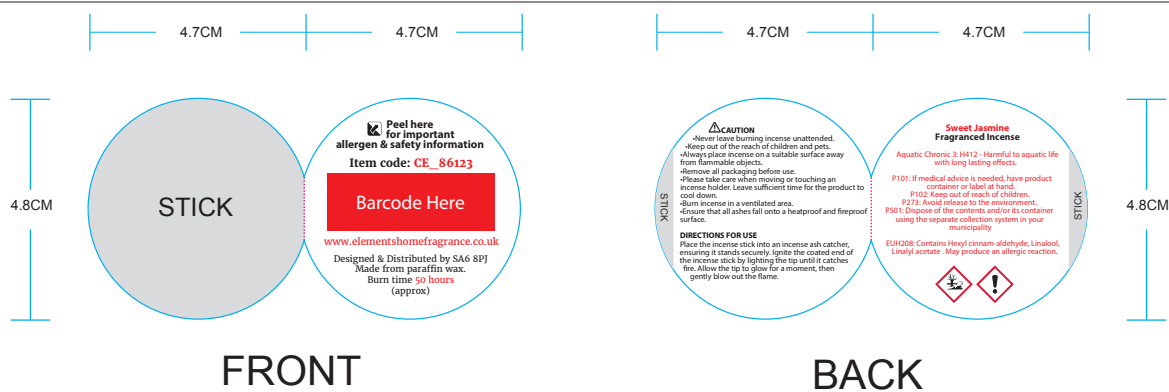 4.7CM
4.7CM
4.7CM
4.7CM
4.8CM
STICK
Peel here
for important
allergen & safety information
Item code: CE_86123
Barcode Here
www.elementshomefragrance.co.uk
Designed & Distributed by SA6 8PJ
Made from paraffin wax.
Burn time 50 hours
(approx)
FRONT
STICK
CAUTION
•Never leave burning incense unattended.
•Keep out of the reach of children and pets.
•Always place incense on a suitable surface away
from flammable objects.
•Remove all packaging before use.
•Please take care when moving or touching an
incense holder. Leave sufficient time for the product to
cool down.
•Burn incense in a ventilated area.
•Ensure that all ashes fall onto a heatproof and fireproof
surface.
DIRECTIONS FOR USE
Place the incense stick into an incense ash catcher,
ensuring it stands securely. Ignite the coated end of
the incense stick by lighting the tip until it catches
fire. Allow the tip to glow for a moment, then
gently blow out the flame.
Sweet Jasmine
Fragranced Incense
Aquatic Chronic 3: H412 - Harmful to aquatic life
with long lasting effects.
P101: If medical advice is needed, have product
container or label at hand.
P102: Keep out of reach of children.
P273: Avoid release to the environment.
P501: Dispose of the contents and/or its container
using the separate collection system in your
municipality
EUH208: Contains Hexyl cinnam-aldehyde, Linalool,
Linalyl acetate . May produce an allergic reaction.
STICK
4.8CM
BACK